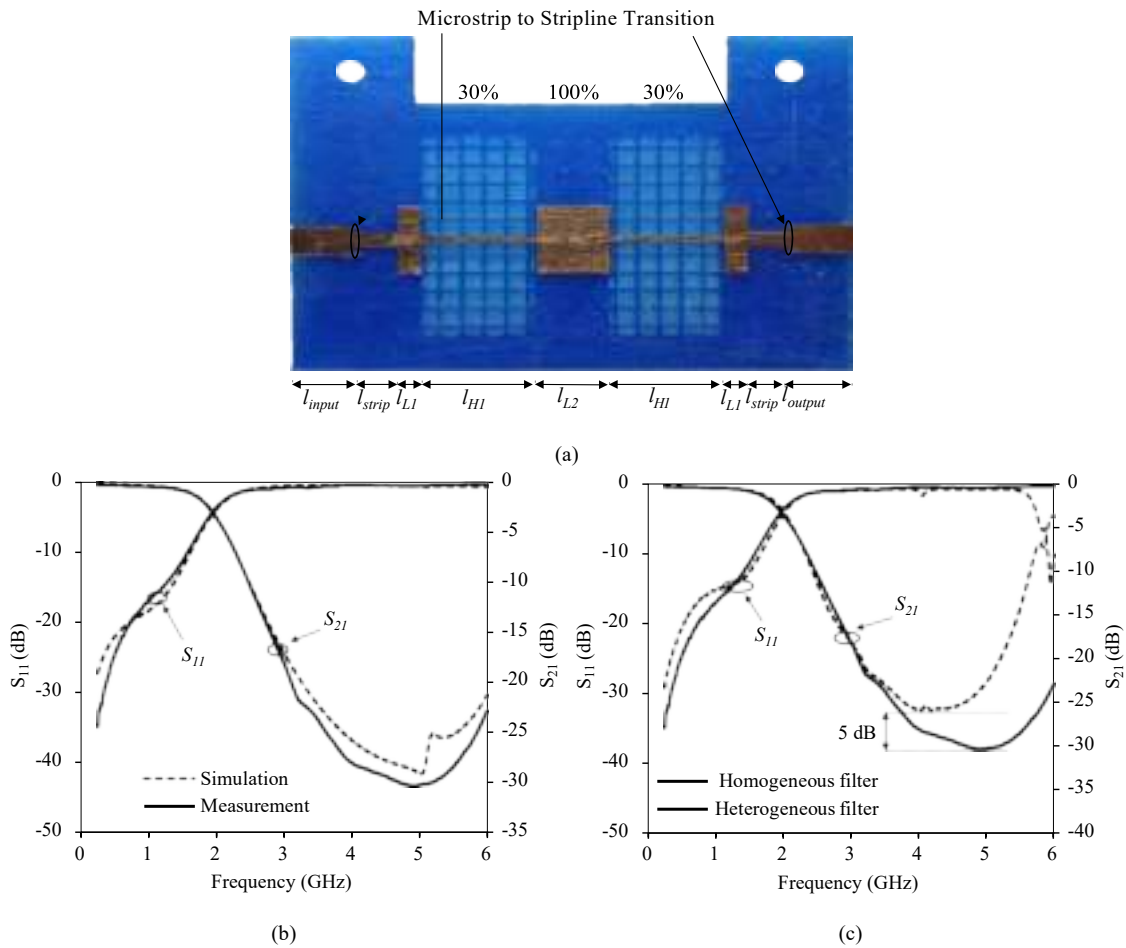 Microstrip to Stripline Transition
30% 100% 30%
l_input l_strip l_L1 l_H1 l_L2 l_H1 l_L1 l_strip l_output
(a)
0
-10
-20
-30
-40
-50
S11 (dB)
0
-5
-10
-15
-20
-25
-30
-35
S21 (dB)
S11
S21
Simulation
Measurement
0 1 2 3 4 5 6
Frequency (GHz)
(b)
0
-10
-20
-30
-40
-50
S11 (dB)
0
-5
-10
-15
-20
-25
-30
-35
-40
S21 (dB)
S11
S21
5 dB
Homogeneous filter
Heterogeneous filter
0 1 2 3 4 5 6
Frequency (GHz)
(c)